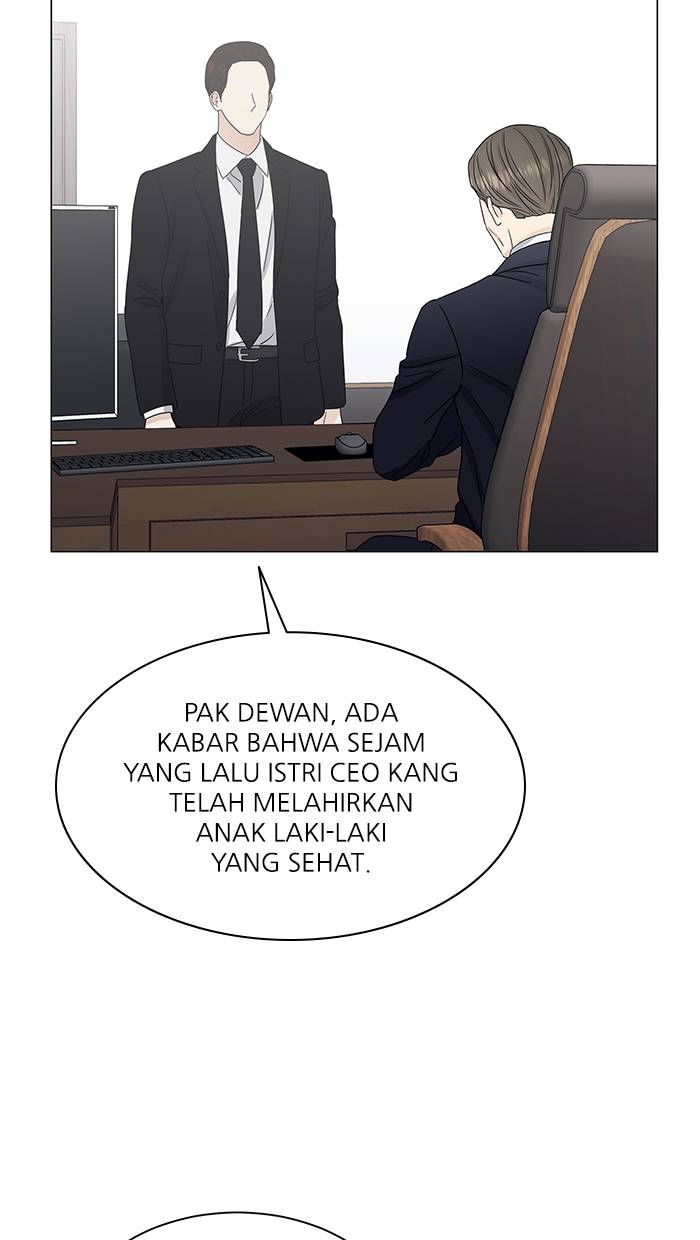 PAK DEWAN, ADA
KABAR BAHWA SEJAM
YANG LALU ISTRI CEO KANG
TELAH MELAHIRKAN
ANAK LAKI-LAKI
YANG SEHAT.